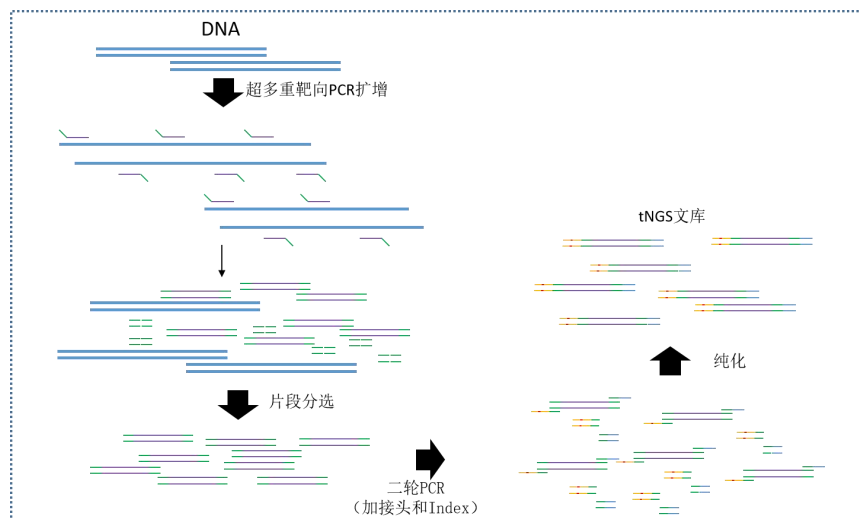 DNA
超多重靶向PCR扩增
片段分选
二轮PCR
（加接头和Index）
纯化
tNGS文库